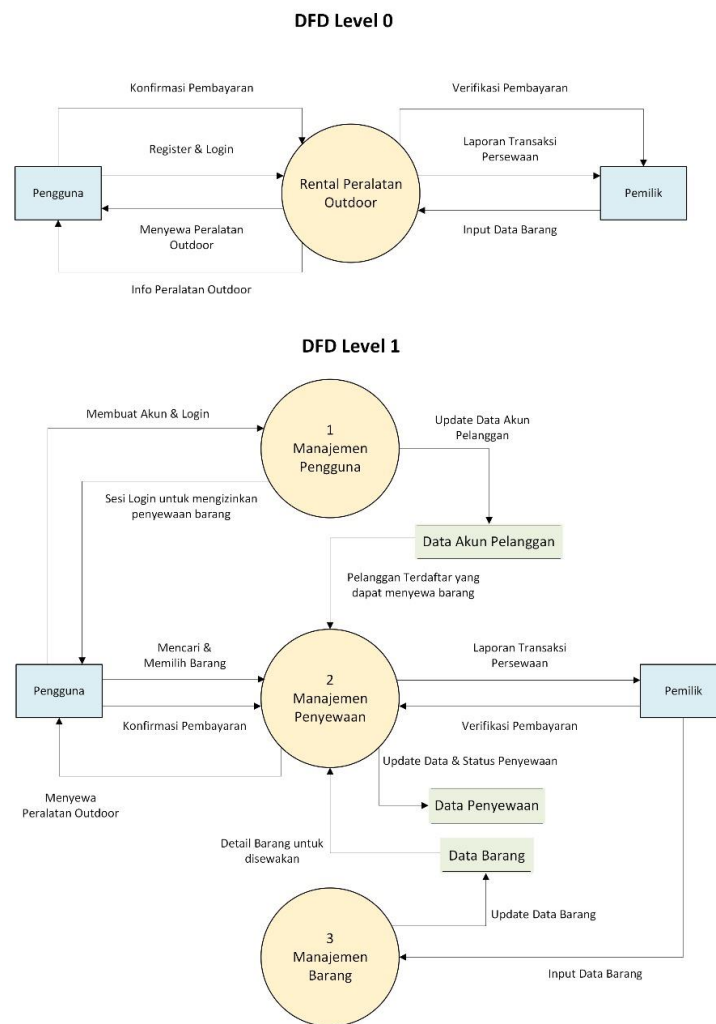 DFD Level 0
Konfirmasi Pembayaran
Verifikasi Pembayaran
Register & Login
Laporan Transaksi
Persewaan
Pengguna
Rental Peralatan
Outdoor
Pemilik
Menyewa Peralatan
Outdoor
Input Data Barang
Info Peralatan Outdoor
DFD Level 1
Membuat Akun & Login
1
Manajemen
Pengguna
Update Data Akun
Pelanggan
Sesi Login untuk mengizinkan
penyewaan barang
Data Akun Pelanggan
Pelanggan Terdaftar yang
dapat menyewa barang
Mencari &
Memilih Barang
Laporan Transaksi
Persewaan
Pengguna
2
Manajemen
Penyewaan
Pemilik
Konfirmasi Pembayaran
Verifikasi Pembayaran
Update Data & Status Penyewaan
Menyewa
Peralatan Outdoor
Data Penyewaan
Detail Barang untuk
disewakan
Data Barang
Update Data Barang
3
Manajemen
Barang
Input Data Barang